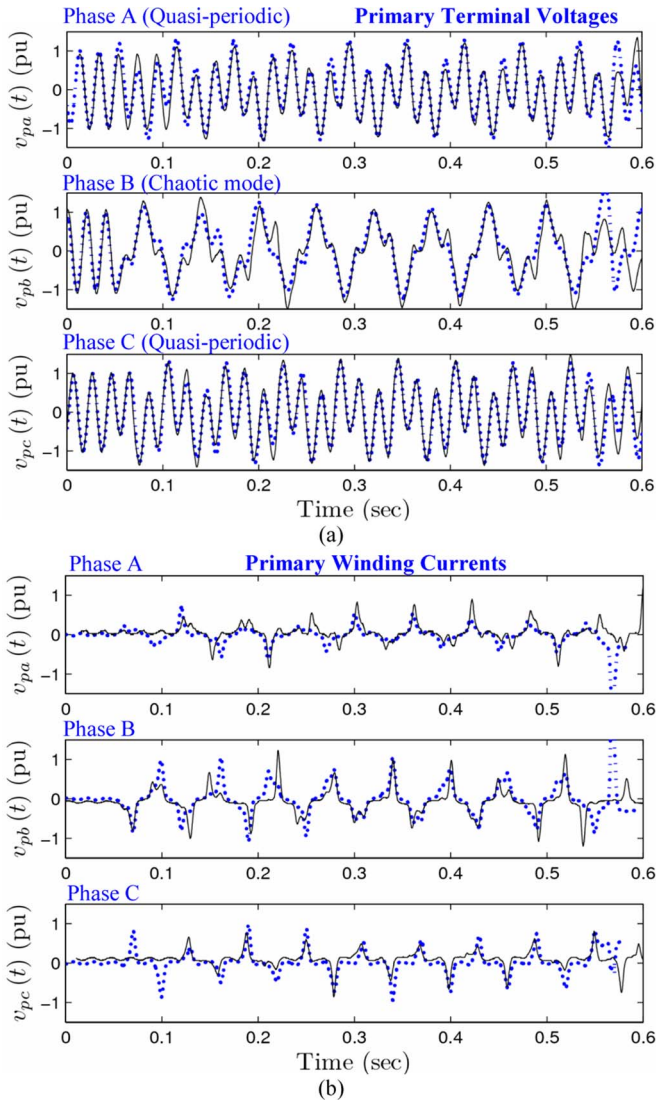 Phase A (Quasi-periodic) Primary Terminal Voltages
v_pa(t) (pu)
1
0
−1
0 0.1 0.2 0.3 0.4 0.5 0.6
Phase B (Chaotic mode)
v_pb(t) (pu)
1
0
−1
0 0.1 0.2 0.3 0.4 0.5 0.6
Phase C (Quasi-periodic)
v_pc(t) (pu)
1
0
−1
0 0.1 0.2 0.3 0.4 0.5 0.6
Time (sec)
(a)
Phase A Primary Winding Currents
v_pa(t) (pu)
1
0
−1
0 0.1 0.2 0.3 0.4 0.5 0.6
Phase B
v_pb(t) (pu)
1
0
−1
0 0.1 0.2 0.3 0.4 0.5 0.6
Phase C
v_pc(t) (pu)
1
0
−1
0 0.1 0.2 0.3 0.4 0.5 0.6
Time (sec)
(b)